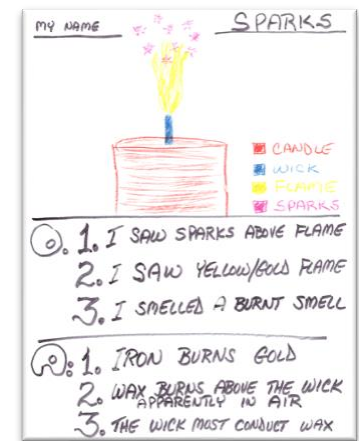 MY NAME
SPARKS
CANDLE
WICK
FLAME
SPARKS
O: 1. I SAW SPARKS ABOVE FLAME
2. I SAW YELLOW/GOLD FLAME
3. I SMELLED A BURNT SMELL
Q: 1. IRON BURNS GOLD
2. WAX BURNS ABOVE THE WICK
APPARENTLY IN AIR
3. THE WICK MOST CONDUCT WAX